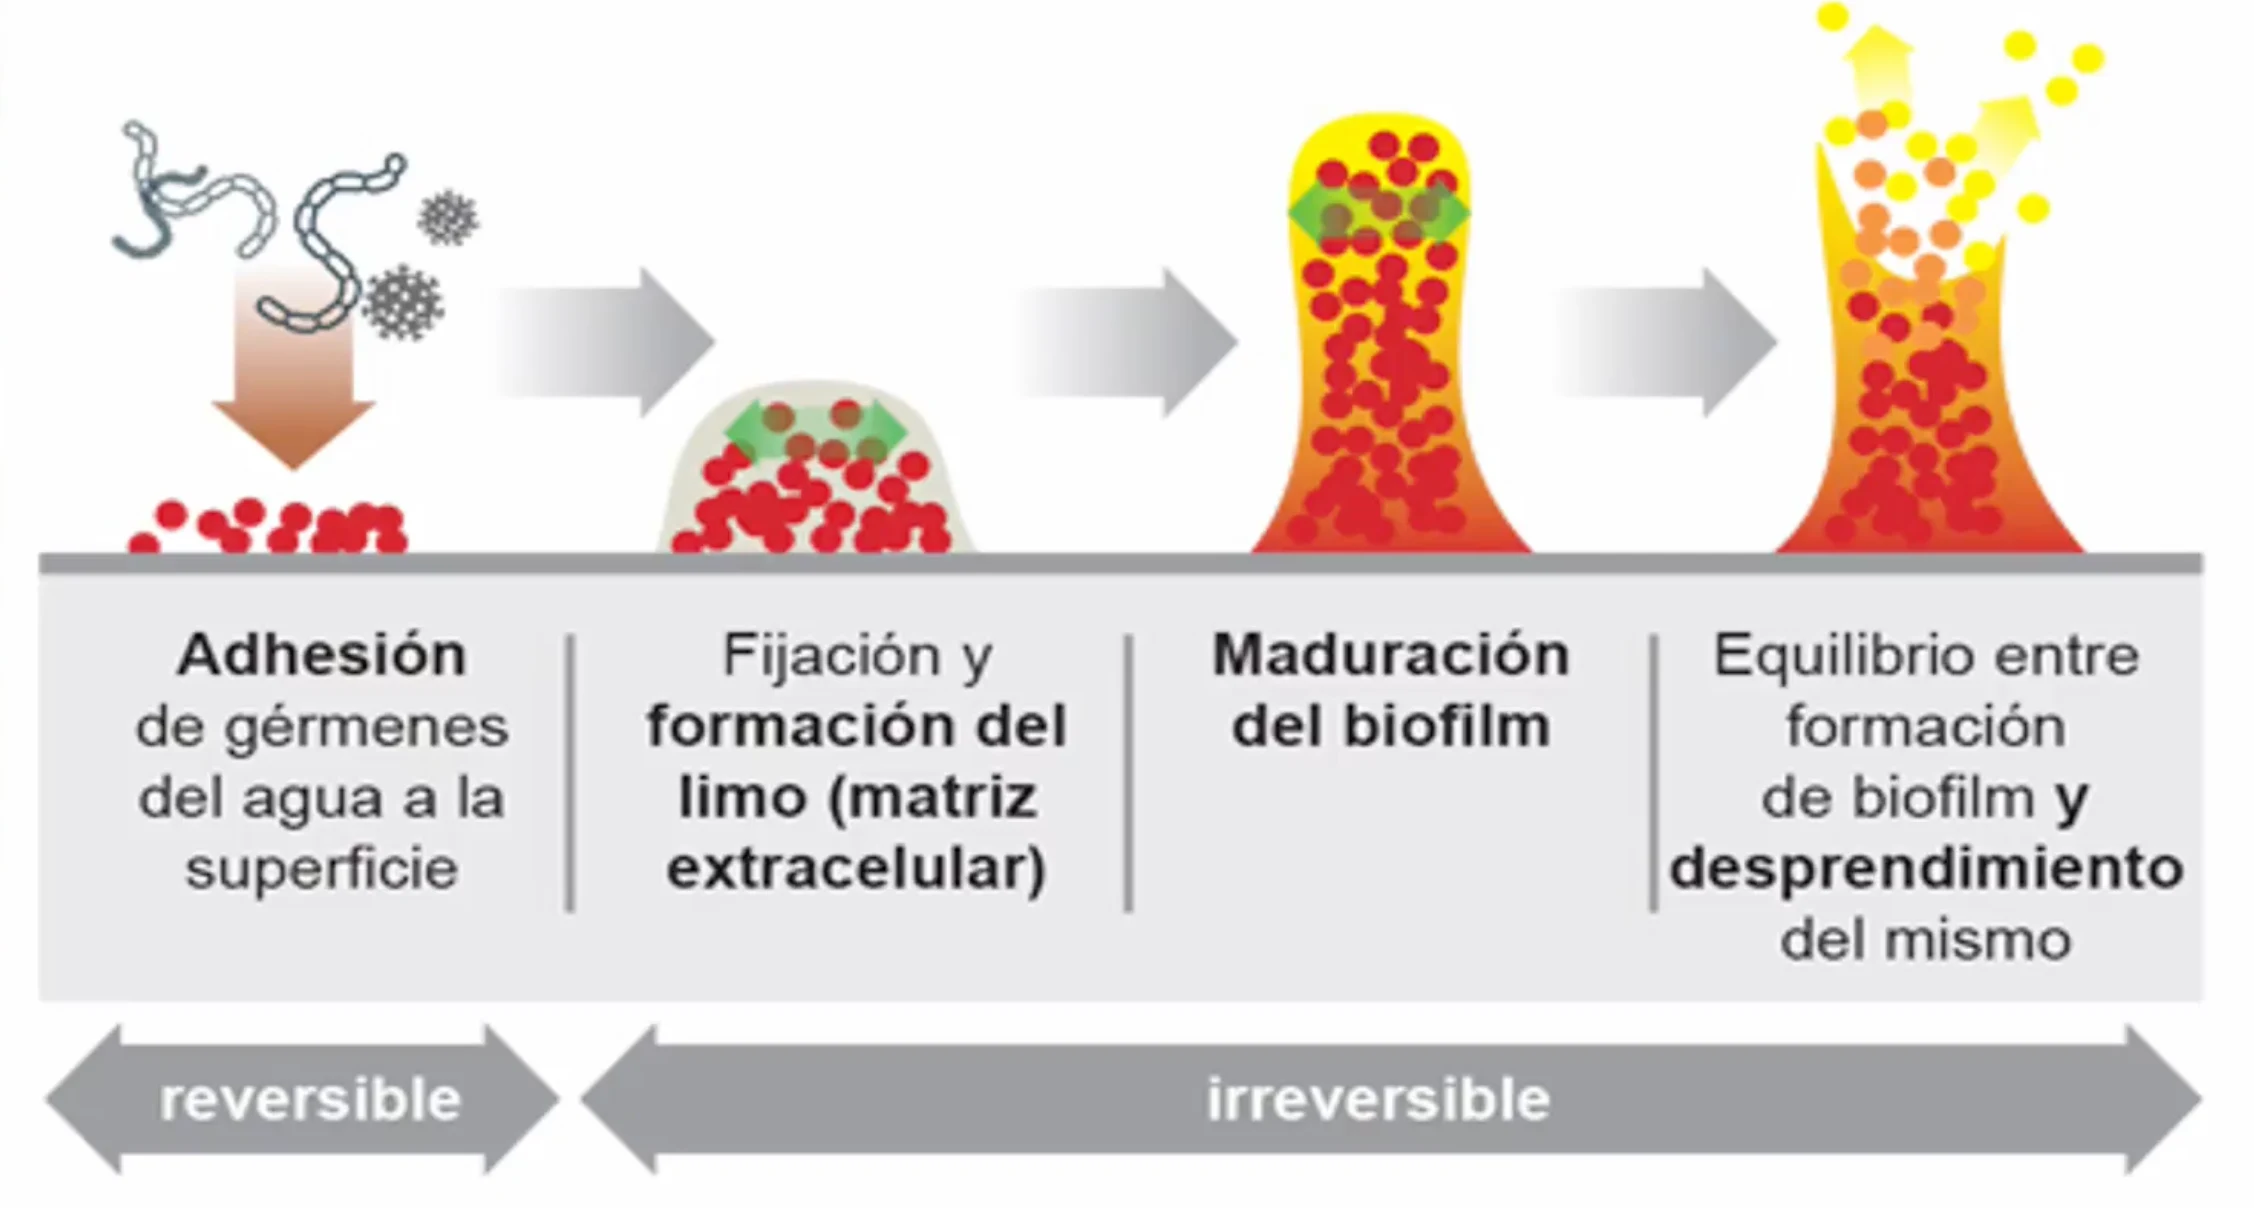 Adhesión
de gérmenes
del agua a la
superficie
Fijación y
formación del
limo (matriz
extracelular)
Maduración
del biofilm
Equilibrio entre
formación
de biofilm y
desprendimiento
del mismo
reversible
irreversible